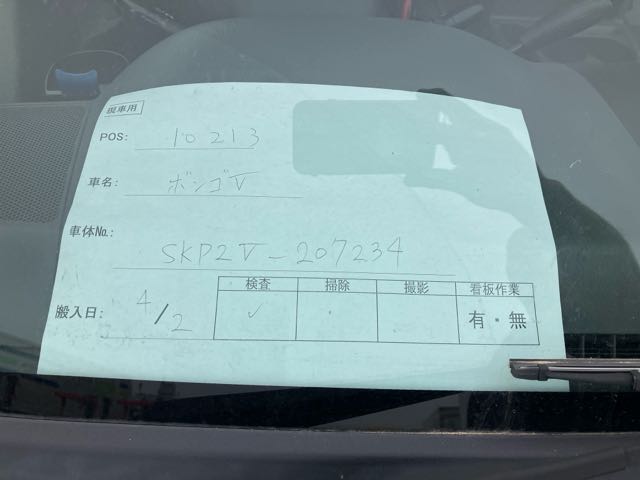 現車用
POS: 10213
車名: ボンゴV
車体No.:
SKP2V-207234
搬入日: 4/2
検査 掃除 撮影 看板作業
✓ 有・無